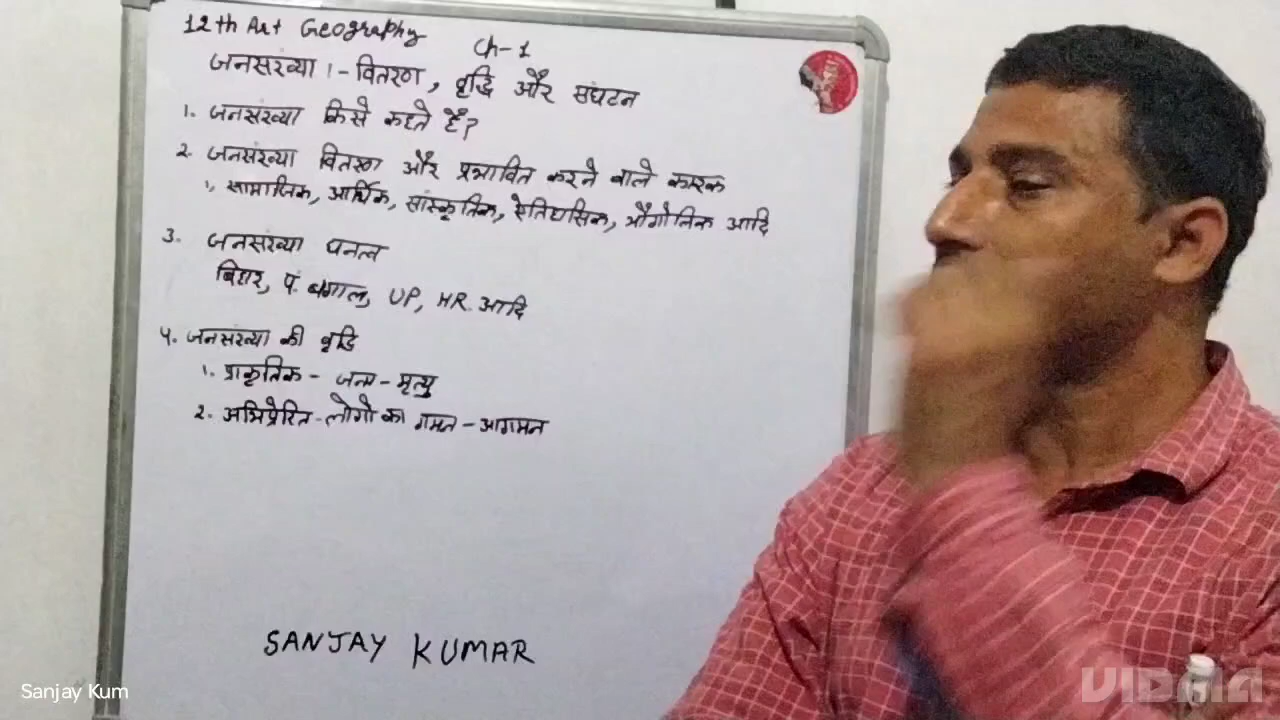 12th Art Geography Ch-1
जनसंख्या :- वितरण, वृद्धि और संघटन
1. जनसंख्या किसे कहते हैं?
2. जनसंख्या वितरण और प्रभावित करने वाले कारक
1, सामाजिक, आर्थिक, सांस्कृतिक, ऐतिहासिक, भौगोलिक आदि
3. जनसंख्या घनत्व
बिहार, पं. बंगाल, UP, HR. आदि
4. जनसंख्या की वृद्धि
1. प्राकृतिक - जन्म - मृत्यु
2. अभिप्रेरित - लोगो का गमन - आगमन
SANJAY KUMAR
Sanjay Kum